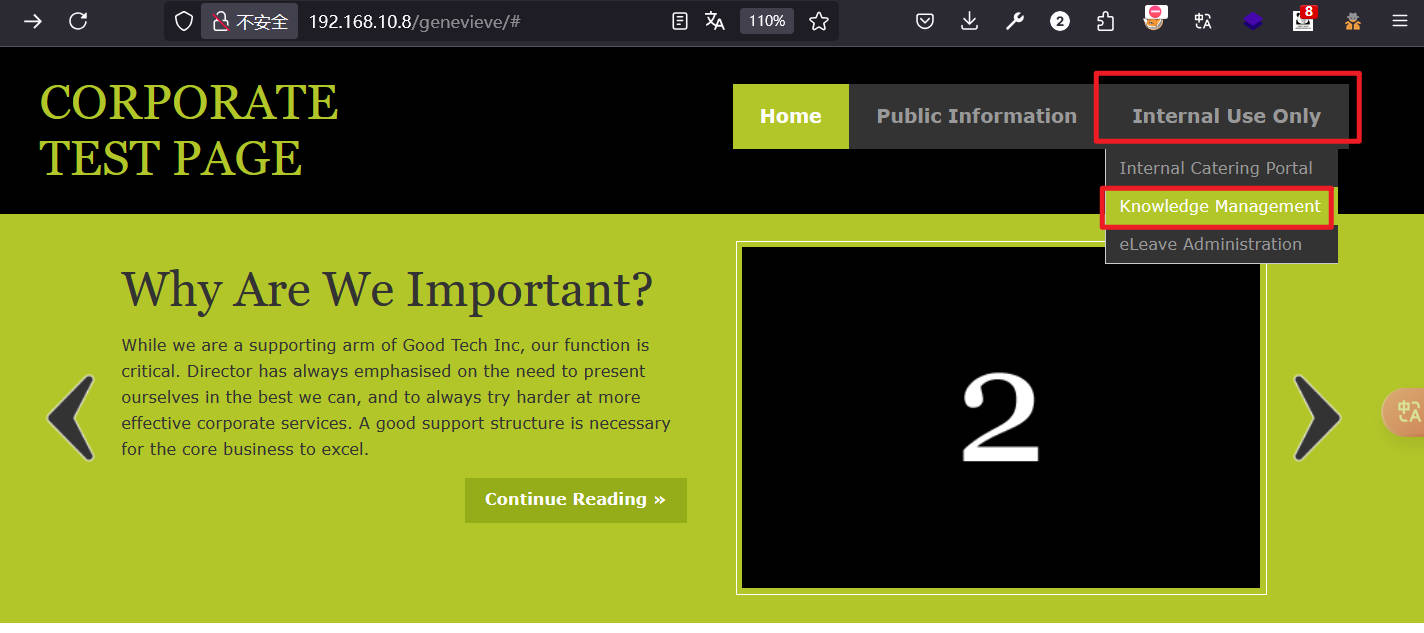 不安全
192.168.10.8/genevieve/#
110%
2
8
CORPORATE
TEST PAGE
Home
Public Information
Internal Use Only
Internal Catering Portal
Knowledge Management
eLeave Administration
Why Are We Important?
While we are a supporting arm of Good Tech Inc, our function is
critical. Director has always emphasised on the need to present
ourselves in the best we can, and to always try harder at more
effective corporate services. A good support structure is necessary
for the core business to excel.
Continue Reading »
2